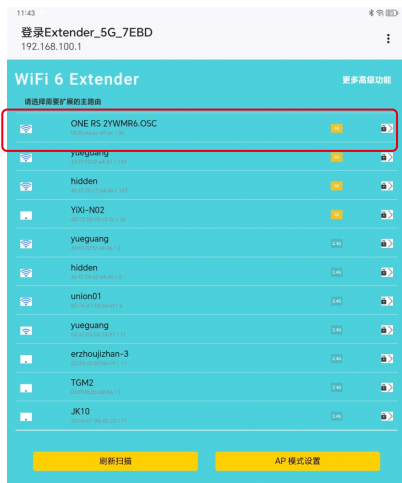 11:43
登录Extender_5G_7EBD
192.168.100.1
WiFi 6 Extender
更多高级功能
请选择需要扩展的主路由
ONE RS 2YWMR6.OSC
5G
yueguang
5G
hidden
5G
YiXi-N02
5G
yueguang
2.4G
hidden
2.4G
union01
2.4G
yueguang
2.4G
erzhoujizhan-3
2.4G
TGM2
2.4G
JK10
2.4G
刷新扫描
AP 模式设置